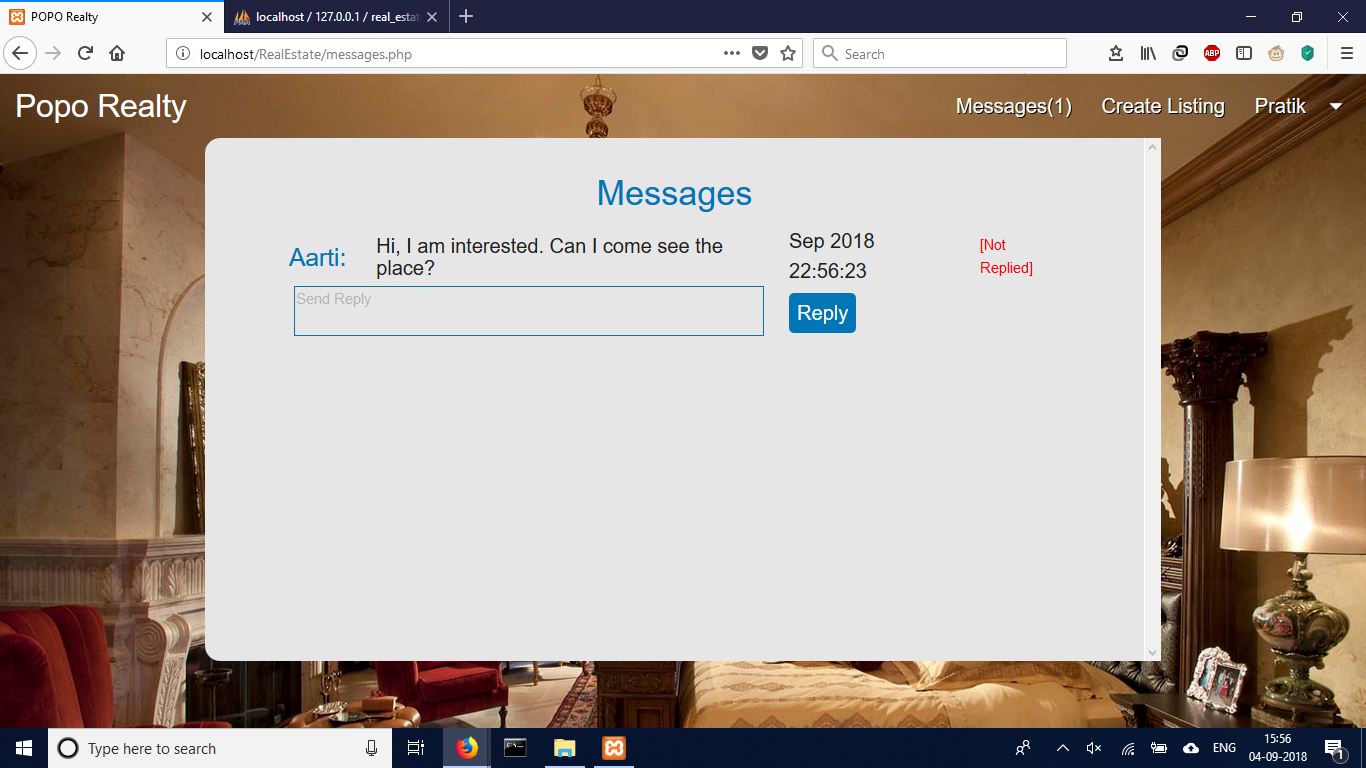 POPO Realty
localhost / 127.0.0.1 / real_estat
localhost/RealEstate/messages.php
Search
ABP
Popo Realty
Messages(1)
Create Listing
Pratik
Messages
Aarti:
Hi, I am interested. Can I come see the
place?
Sep 2018
22:56:23
[Not
Replied]
Send Reply
Reply
Type here to search
ENG
15:56
04-09-2018
1